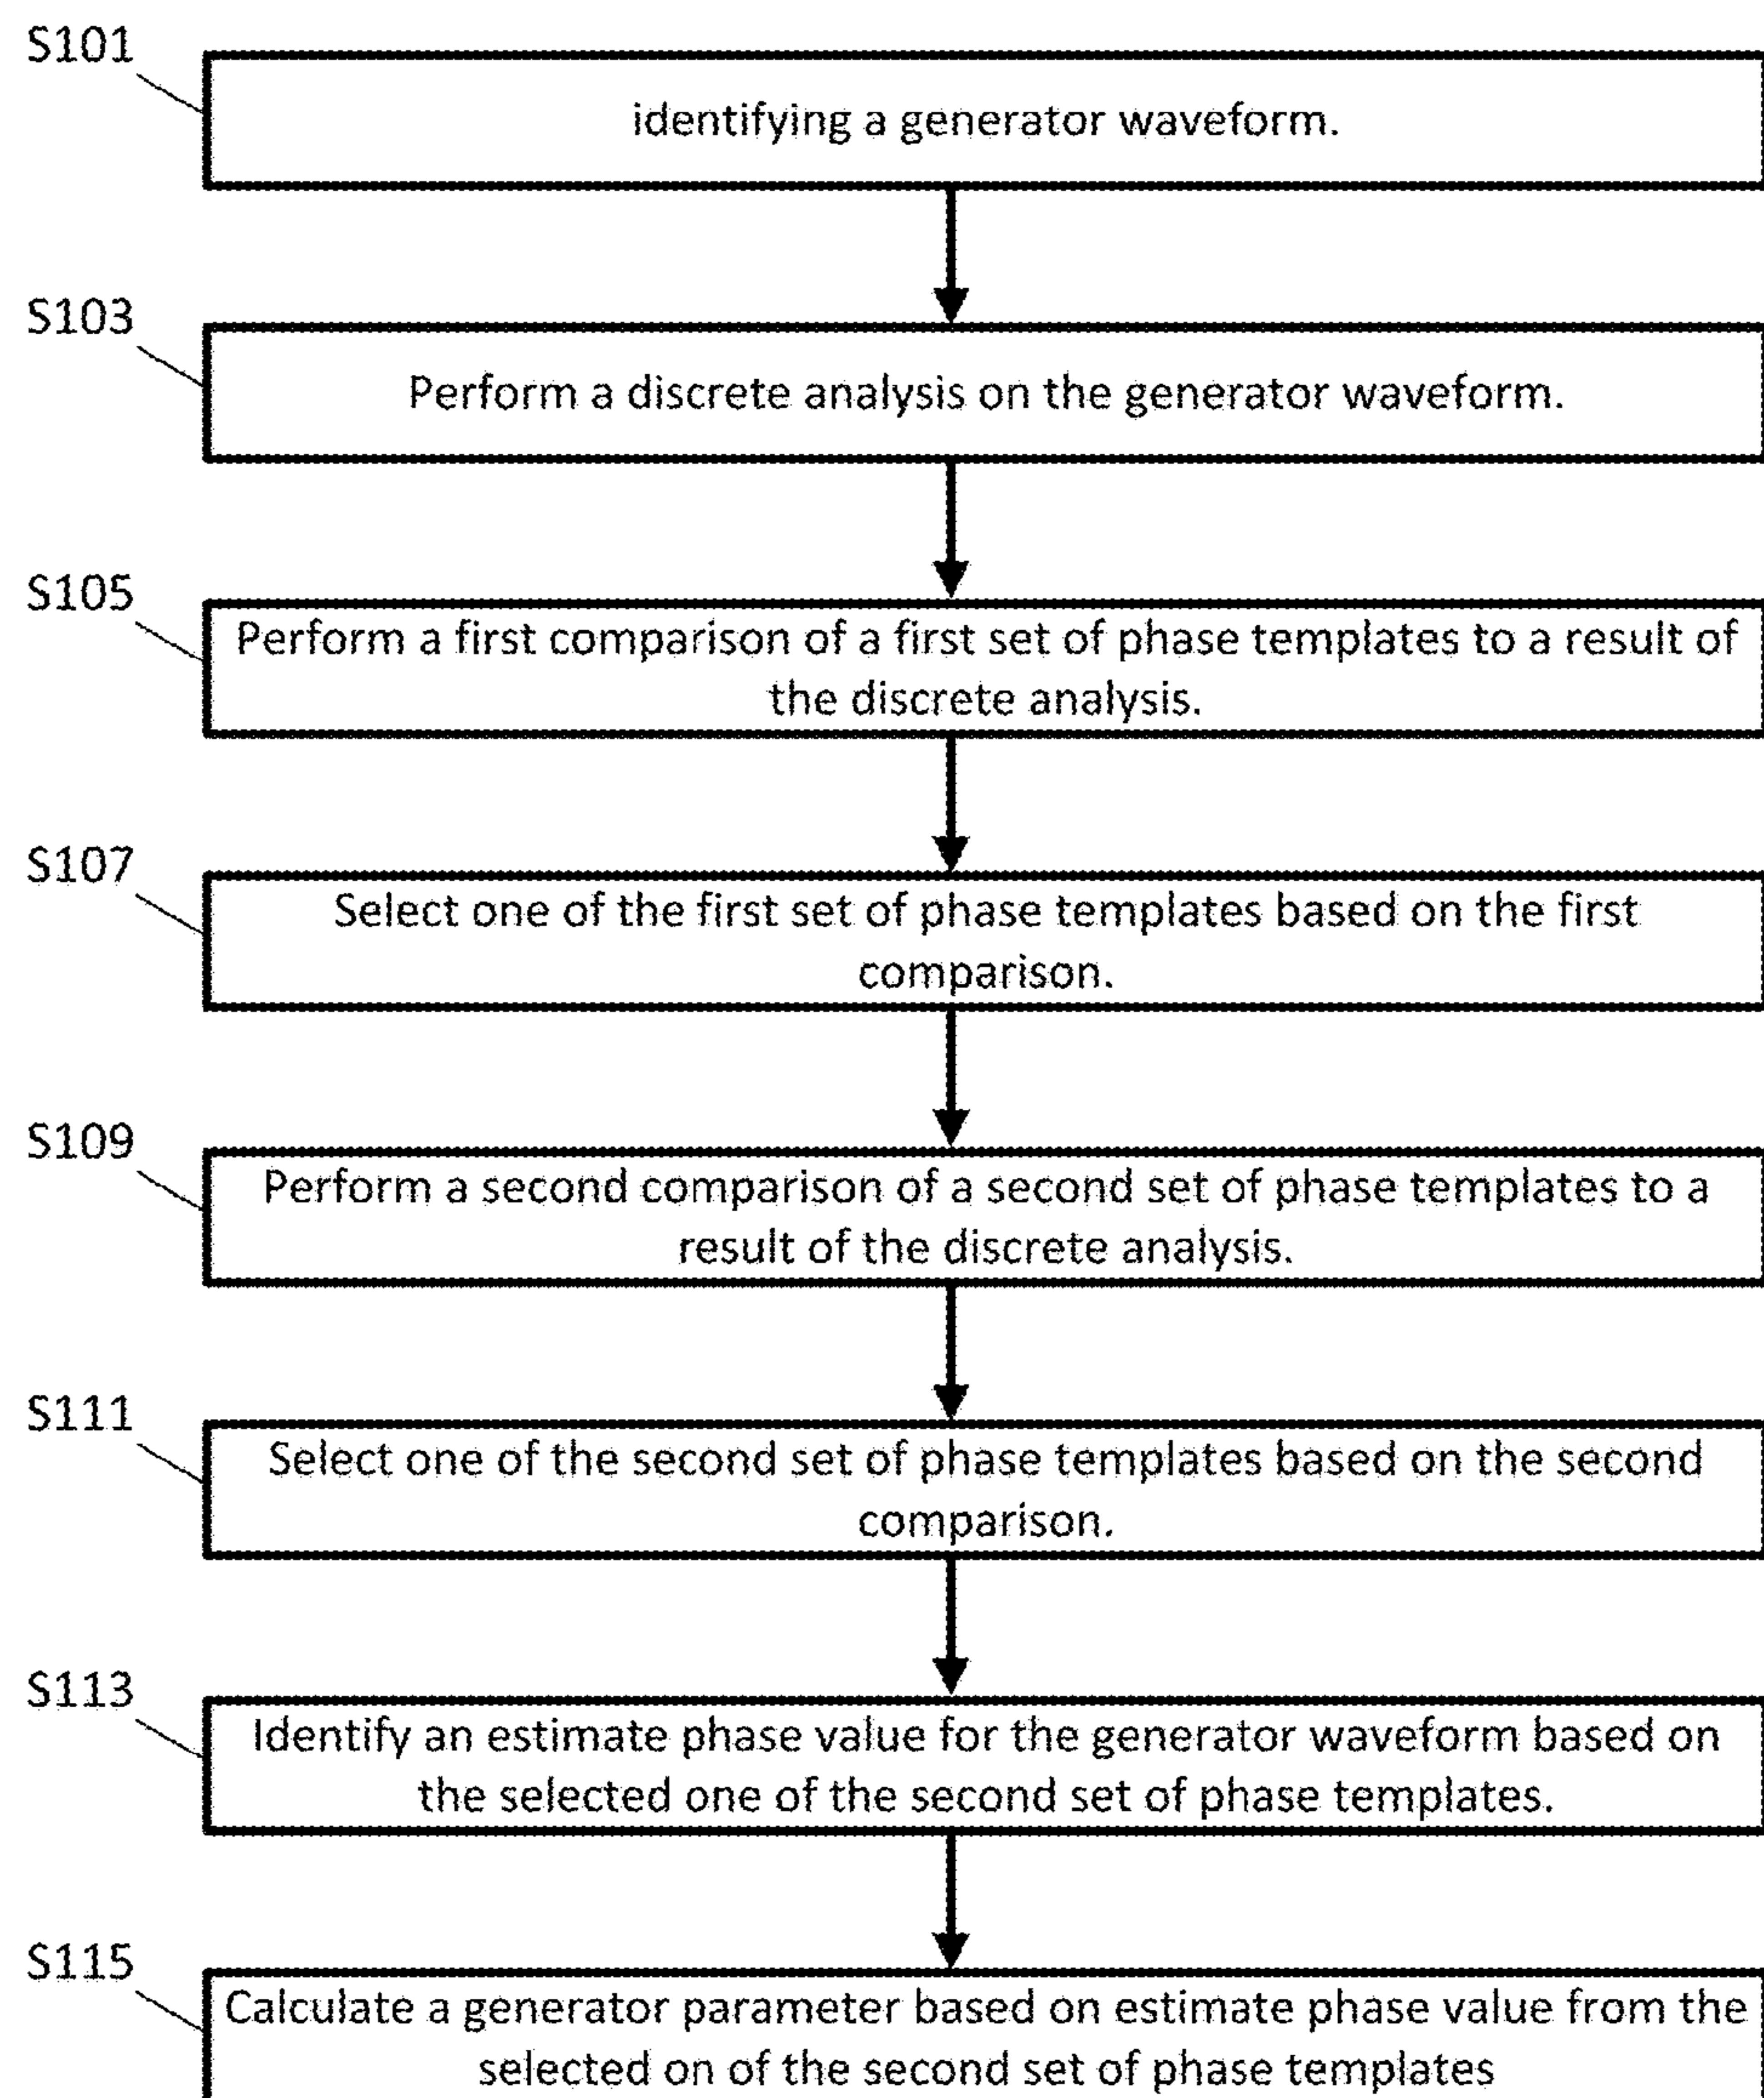 S101
identifying a generator waveform.
S103
Perform a discrete analysis on the generator waveform.
S105
Perform a first comparison of a first set of phase templates to a result of
the discrete analysis.
S107
Select one of the first set of phase templates based on the first
comparison.
S109
Perform a second comparison of a second set of phase templates to a
result of the discrete analysis.
S111
Select one of the second set of phase templates based on the second
comparison.
S113
Identify an estimate phase value for the generator waveform based on
the selected one of the second set of phase templates.
S115
Calculate a generator parameter based on estimate phase value from the
selected on of the second set of phase templates